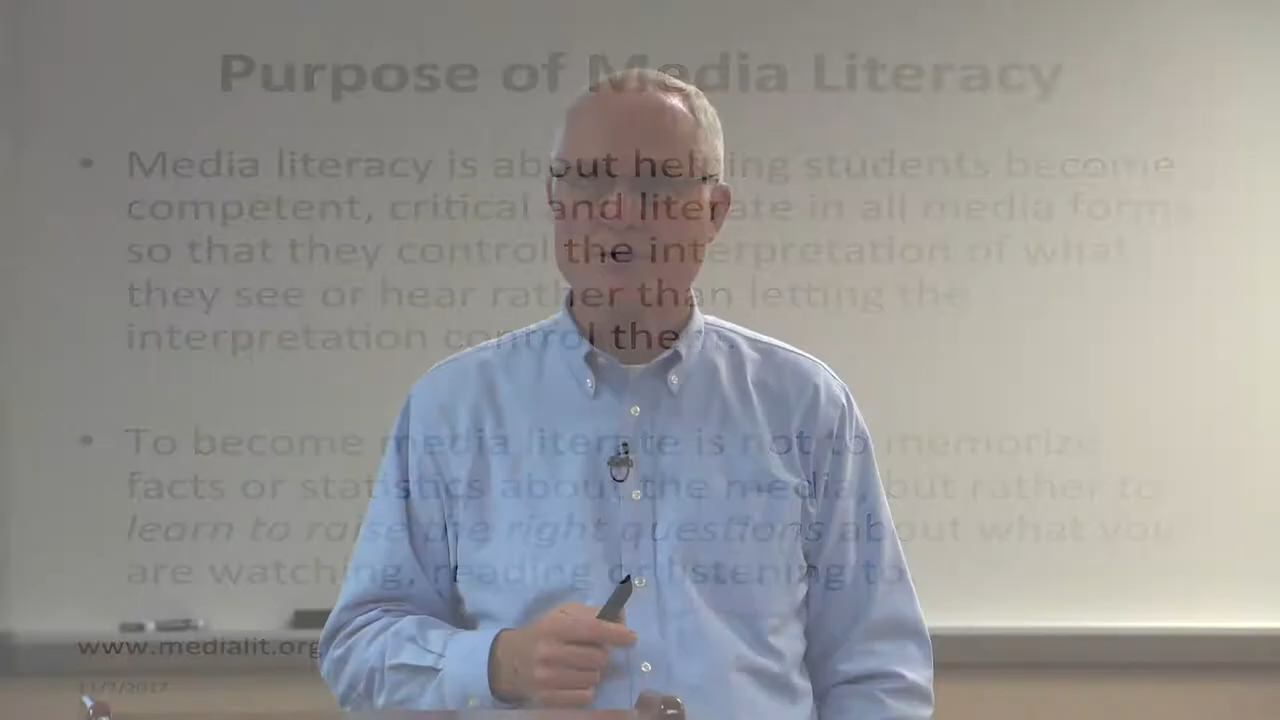 Purpose of Media Literacy
• Media literacy is about helping students become
competent, critical and literate in all media forms
so that they control the interpretation of what
they see or hear rather than letting the
interpretation control them.
• To become media literate is not to memorize
facts or statistics about the media, but rather to
learn to raise the right questions about what you
are watching, reading or listening to.
www.medialit.org
11/7/2017